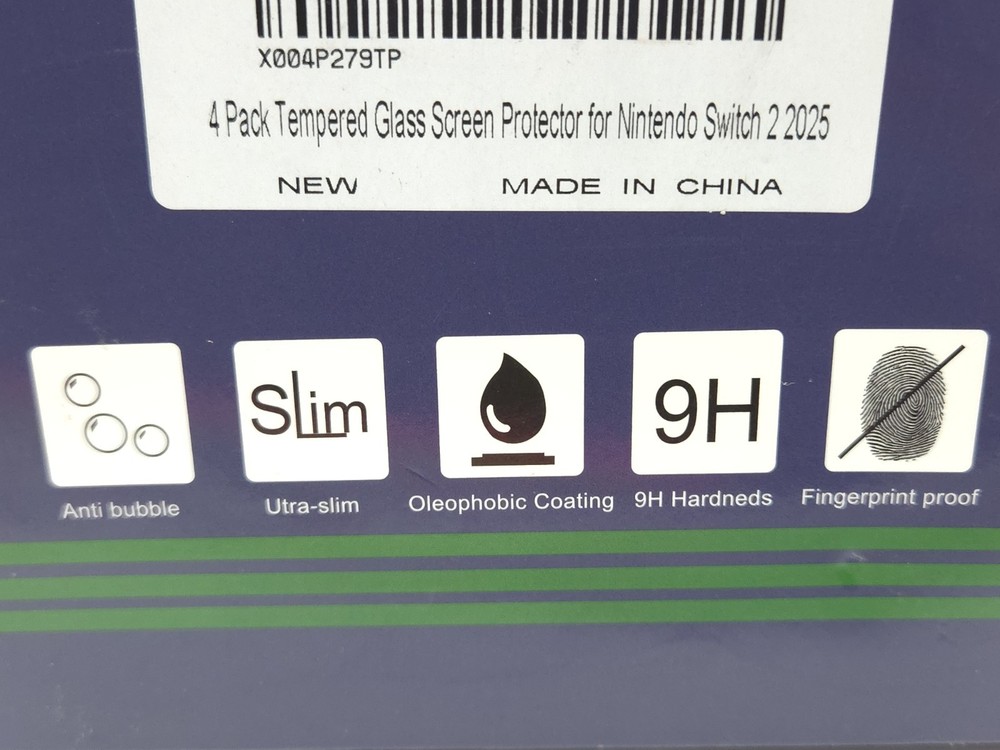 X004P279TP
4 Pack Tempered Glass Screen Protector for Nintendo Switch 2 2025
NEW MADE IN CHINA
Slim 9H
Anti bubble Utra-slim Oleophobic Coating 9H Hardneds Fingerprint proof